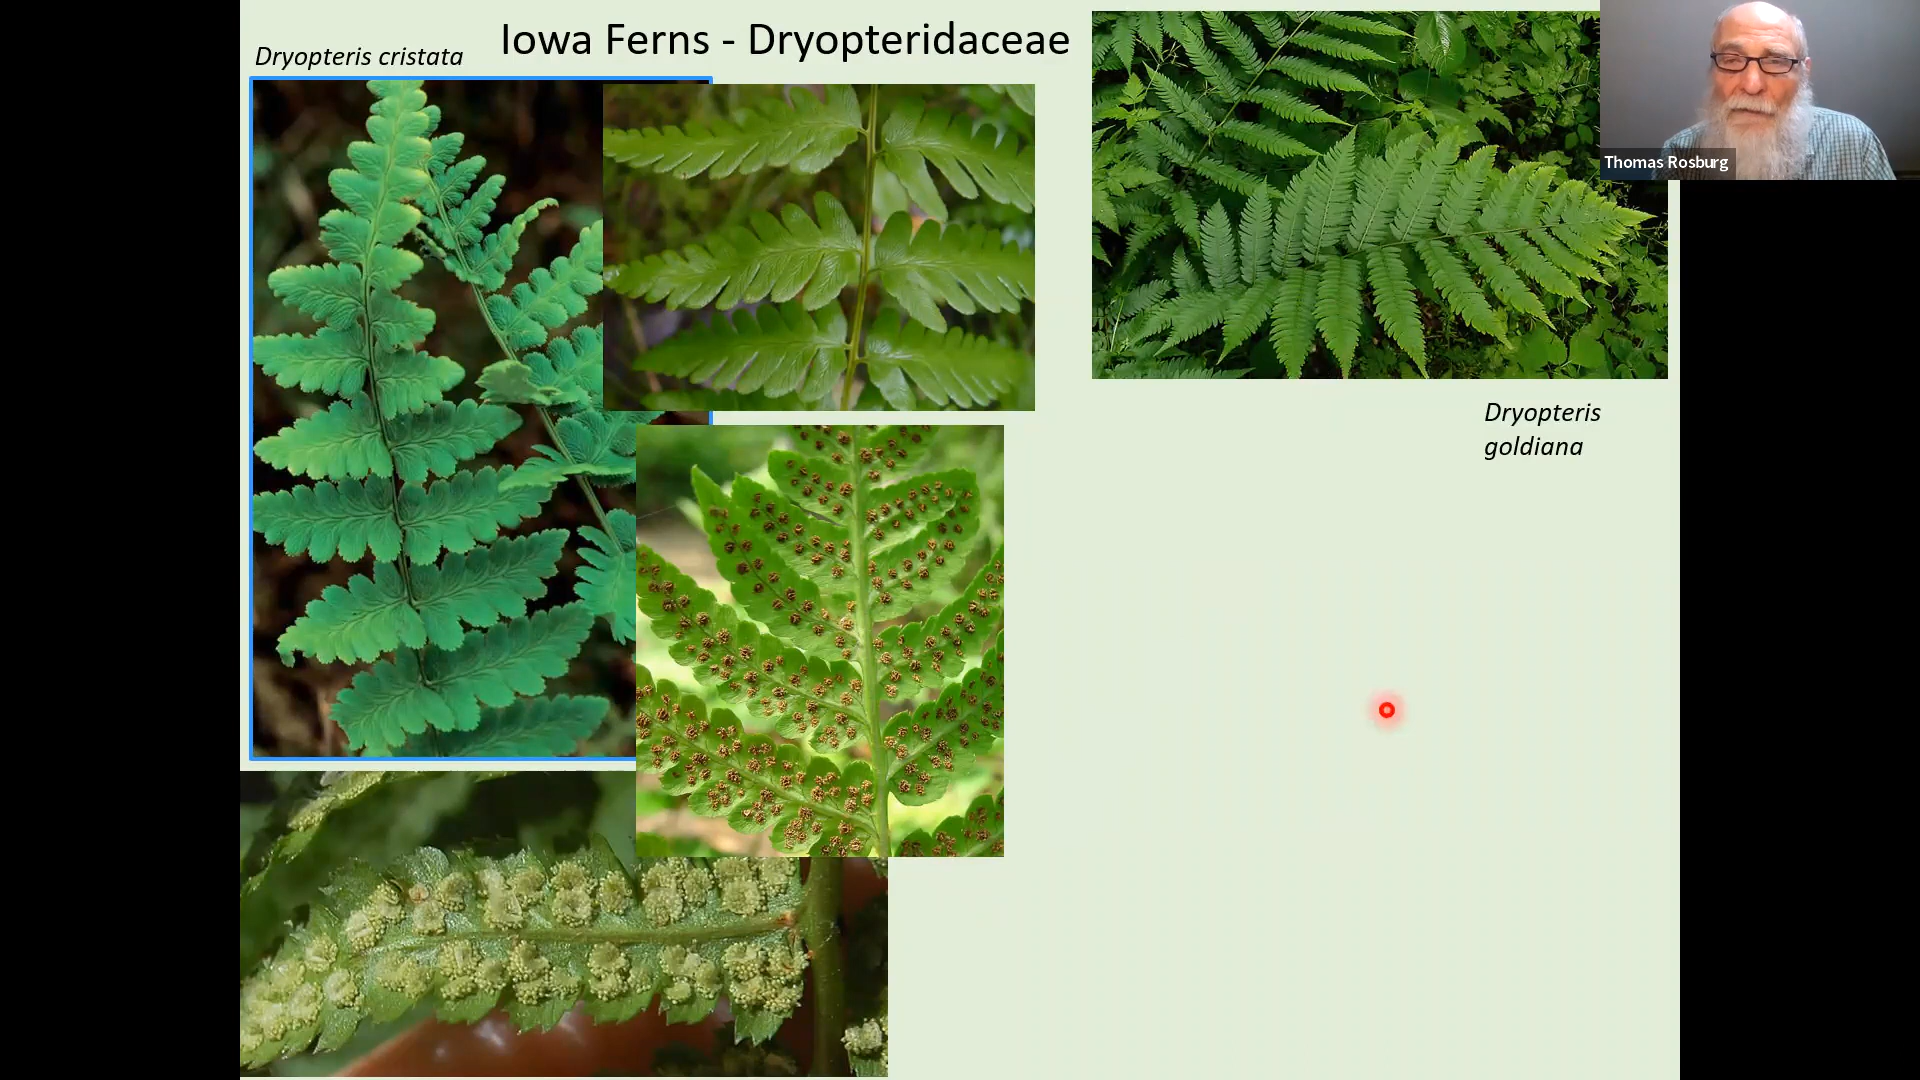 Iowa Ferns - Dryopteridaceae
Dryopteris cristata
Thomas Rosburg
Dryopteris
goldiana